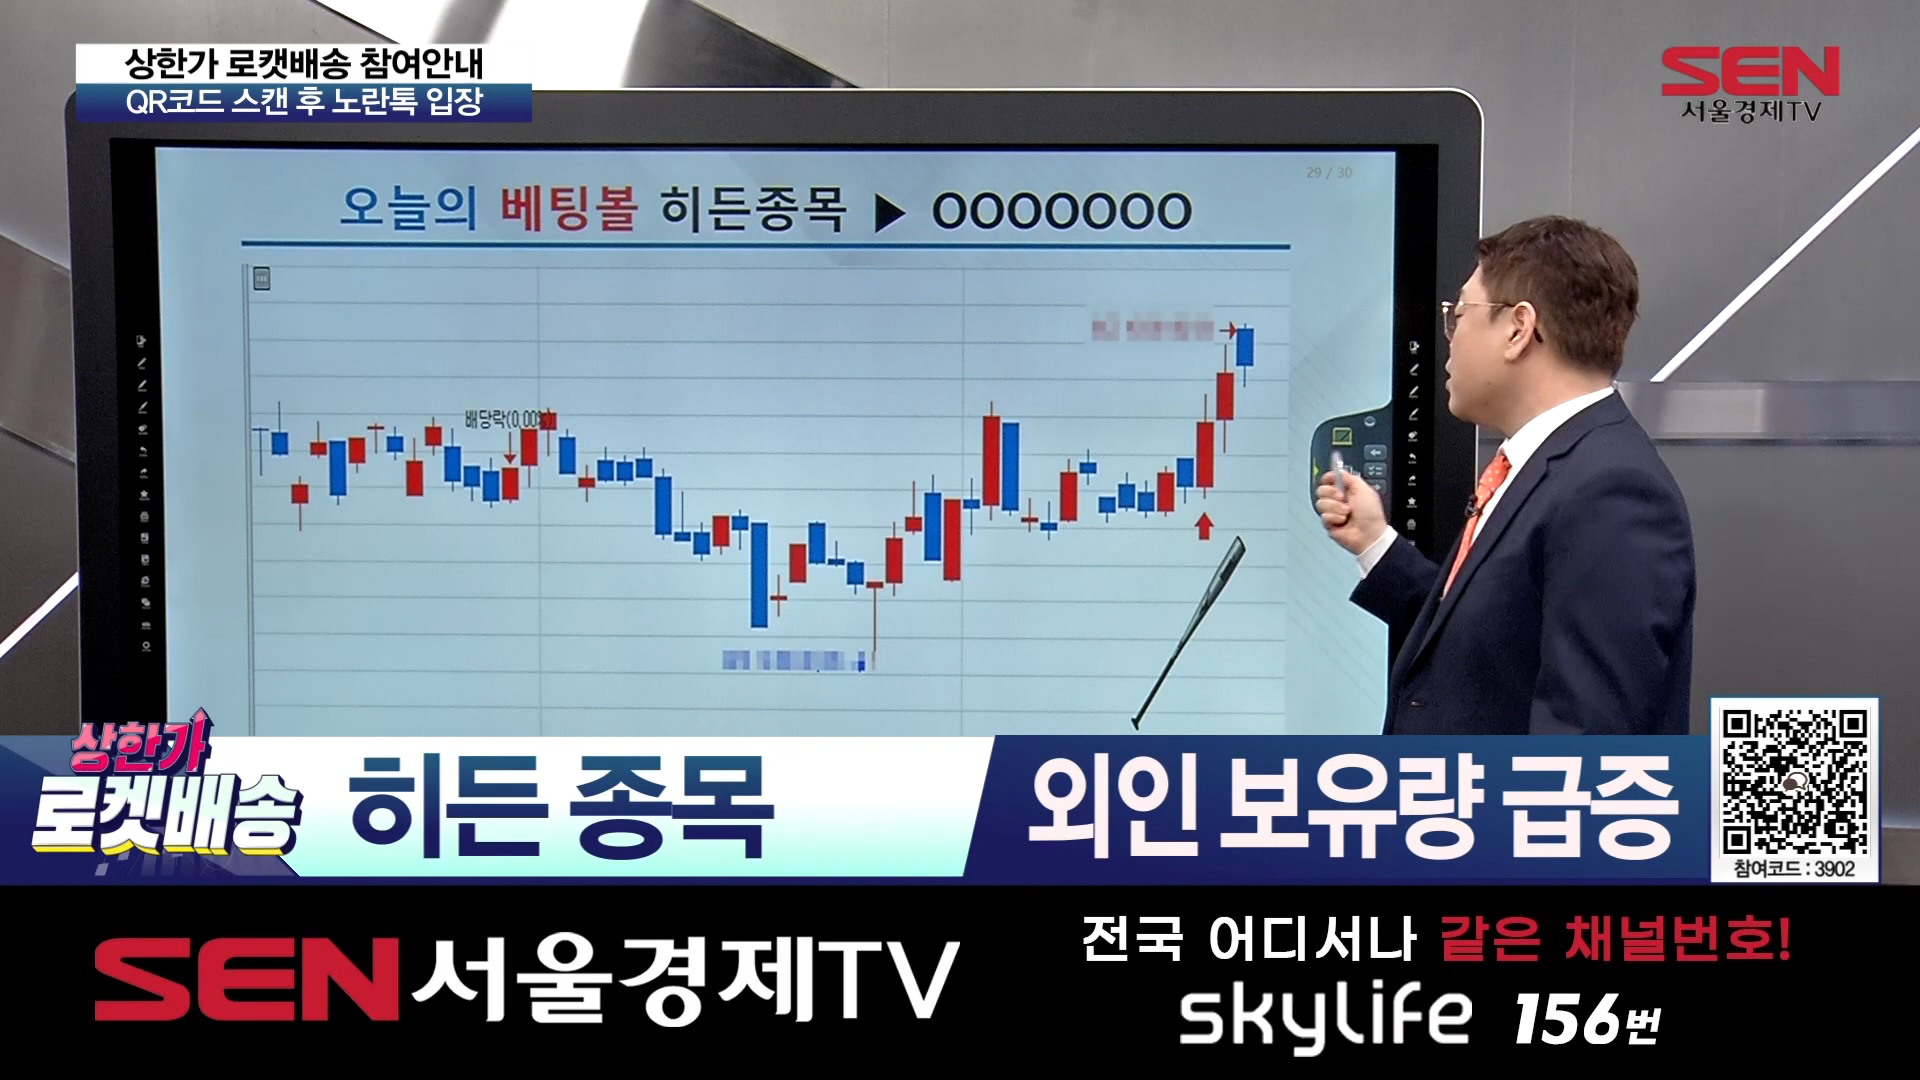 상한가 로캣배송 참여안내
QR코드 스캔 후 노란톡 입장
SEN
서울경제TV
29 / 30
오늘의 베팅볼 히든종목 ▶ OOOOOOO
배당락(0.00%)
상한가
로켓배송
히든 종목
외인 보유량 급증
참여코드 : 3902
SEN서울경제TV
전국 어디서나 같은 채널번호!
skylife 156번